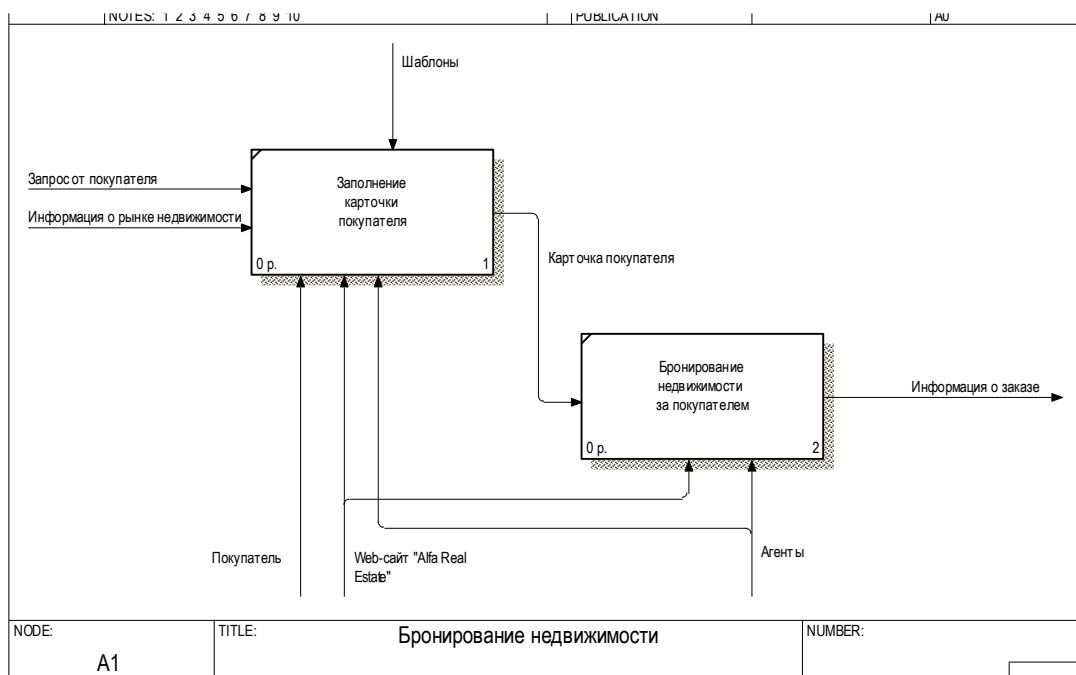 NOTES: 1 2 3 4 5 6 7 8 9 10
PUBLICATION
A0
Шаблоны
Запрос от покупателя
Информация о рынке недвижимости
Заполнение
карточки
покупателя
0 р.
1
Карточка покупателя
Бронирование
недвижимости
за покупателем
0 р.
2
Информация о заказе
Покупатель
Web-сайт "Alfa Real
Estate"
Агенты
NODE:
A1
TITLE:
Бронирование недвижимости
NUMBER: